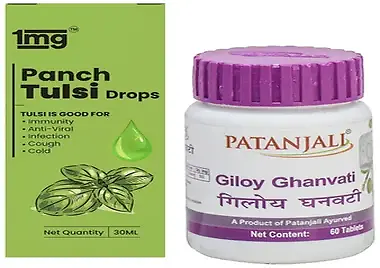 1mg™
Panch
Tulsi Drops
TULSI IS GOOD FOR
• Immunity
• Anti-Viral
• Infection
• Cough
• Cold
Net Quantity 30ML
PATANJALI®
Giloy Ghanvati
गिलोय घनवटी
A Product of Patanjali Ayurved
Net Content: 60 Tablets